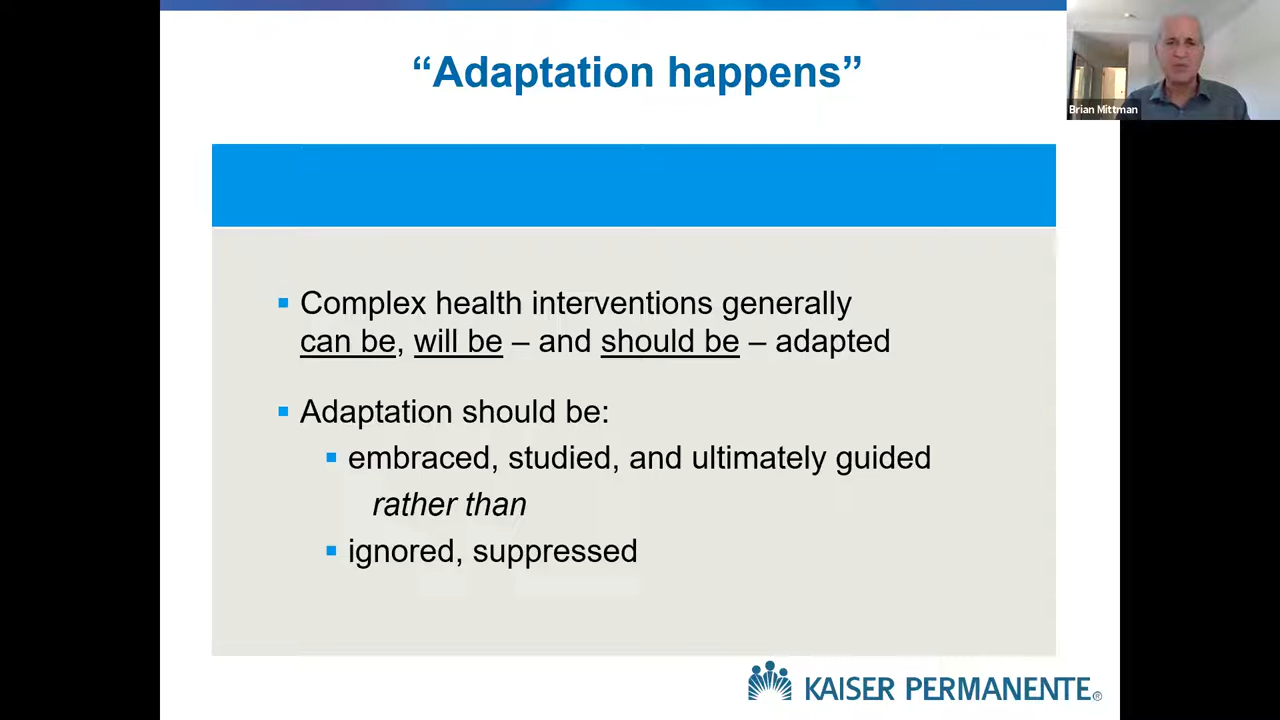 “Adaptation happens”
Brian Mittman
Complex health interventions generally
can be, will be – and should be – adapted
Adaptation should be:
embraced, studied, and ultimately guided
rather than
ignored, suppressed
KAISER PERMANENTE®